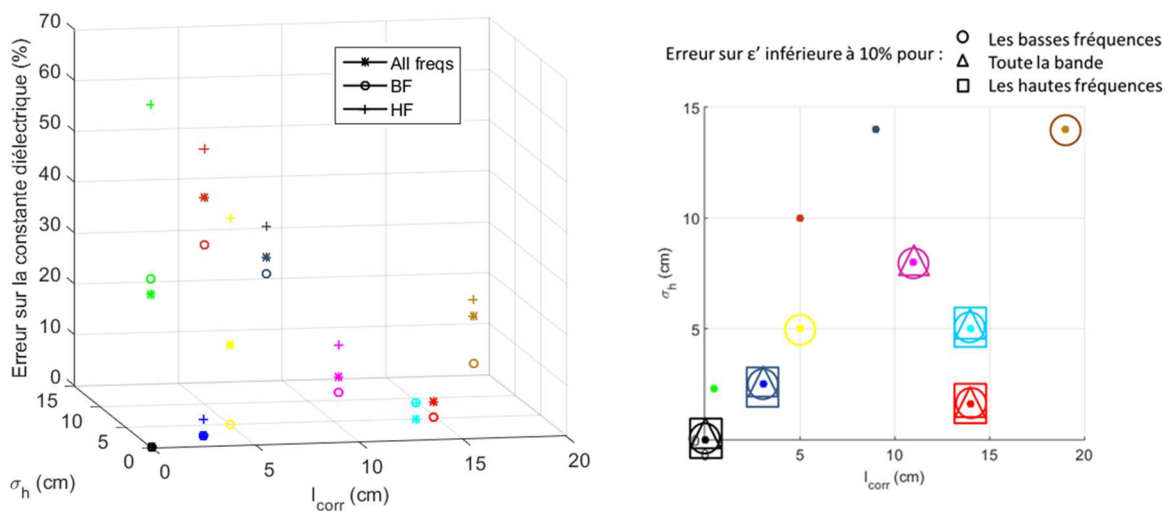 Erreur sur la constante diélectrique (%)
70
60
50
40
30
20
10
0
15
10
5
0
σh (cm)
0
5
10
15
20
lcorr (cm)
All freqs
BF
HF
Erreur sur ε’ inférieure à 10% pour :
Les basses fréquences
Toute la bande
Les hautes fréquences
15
10
5
0
σh (cm)
0
5
10
15
20
lcorr (cm)